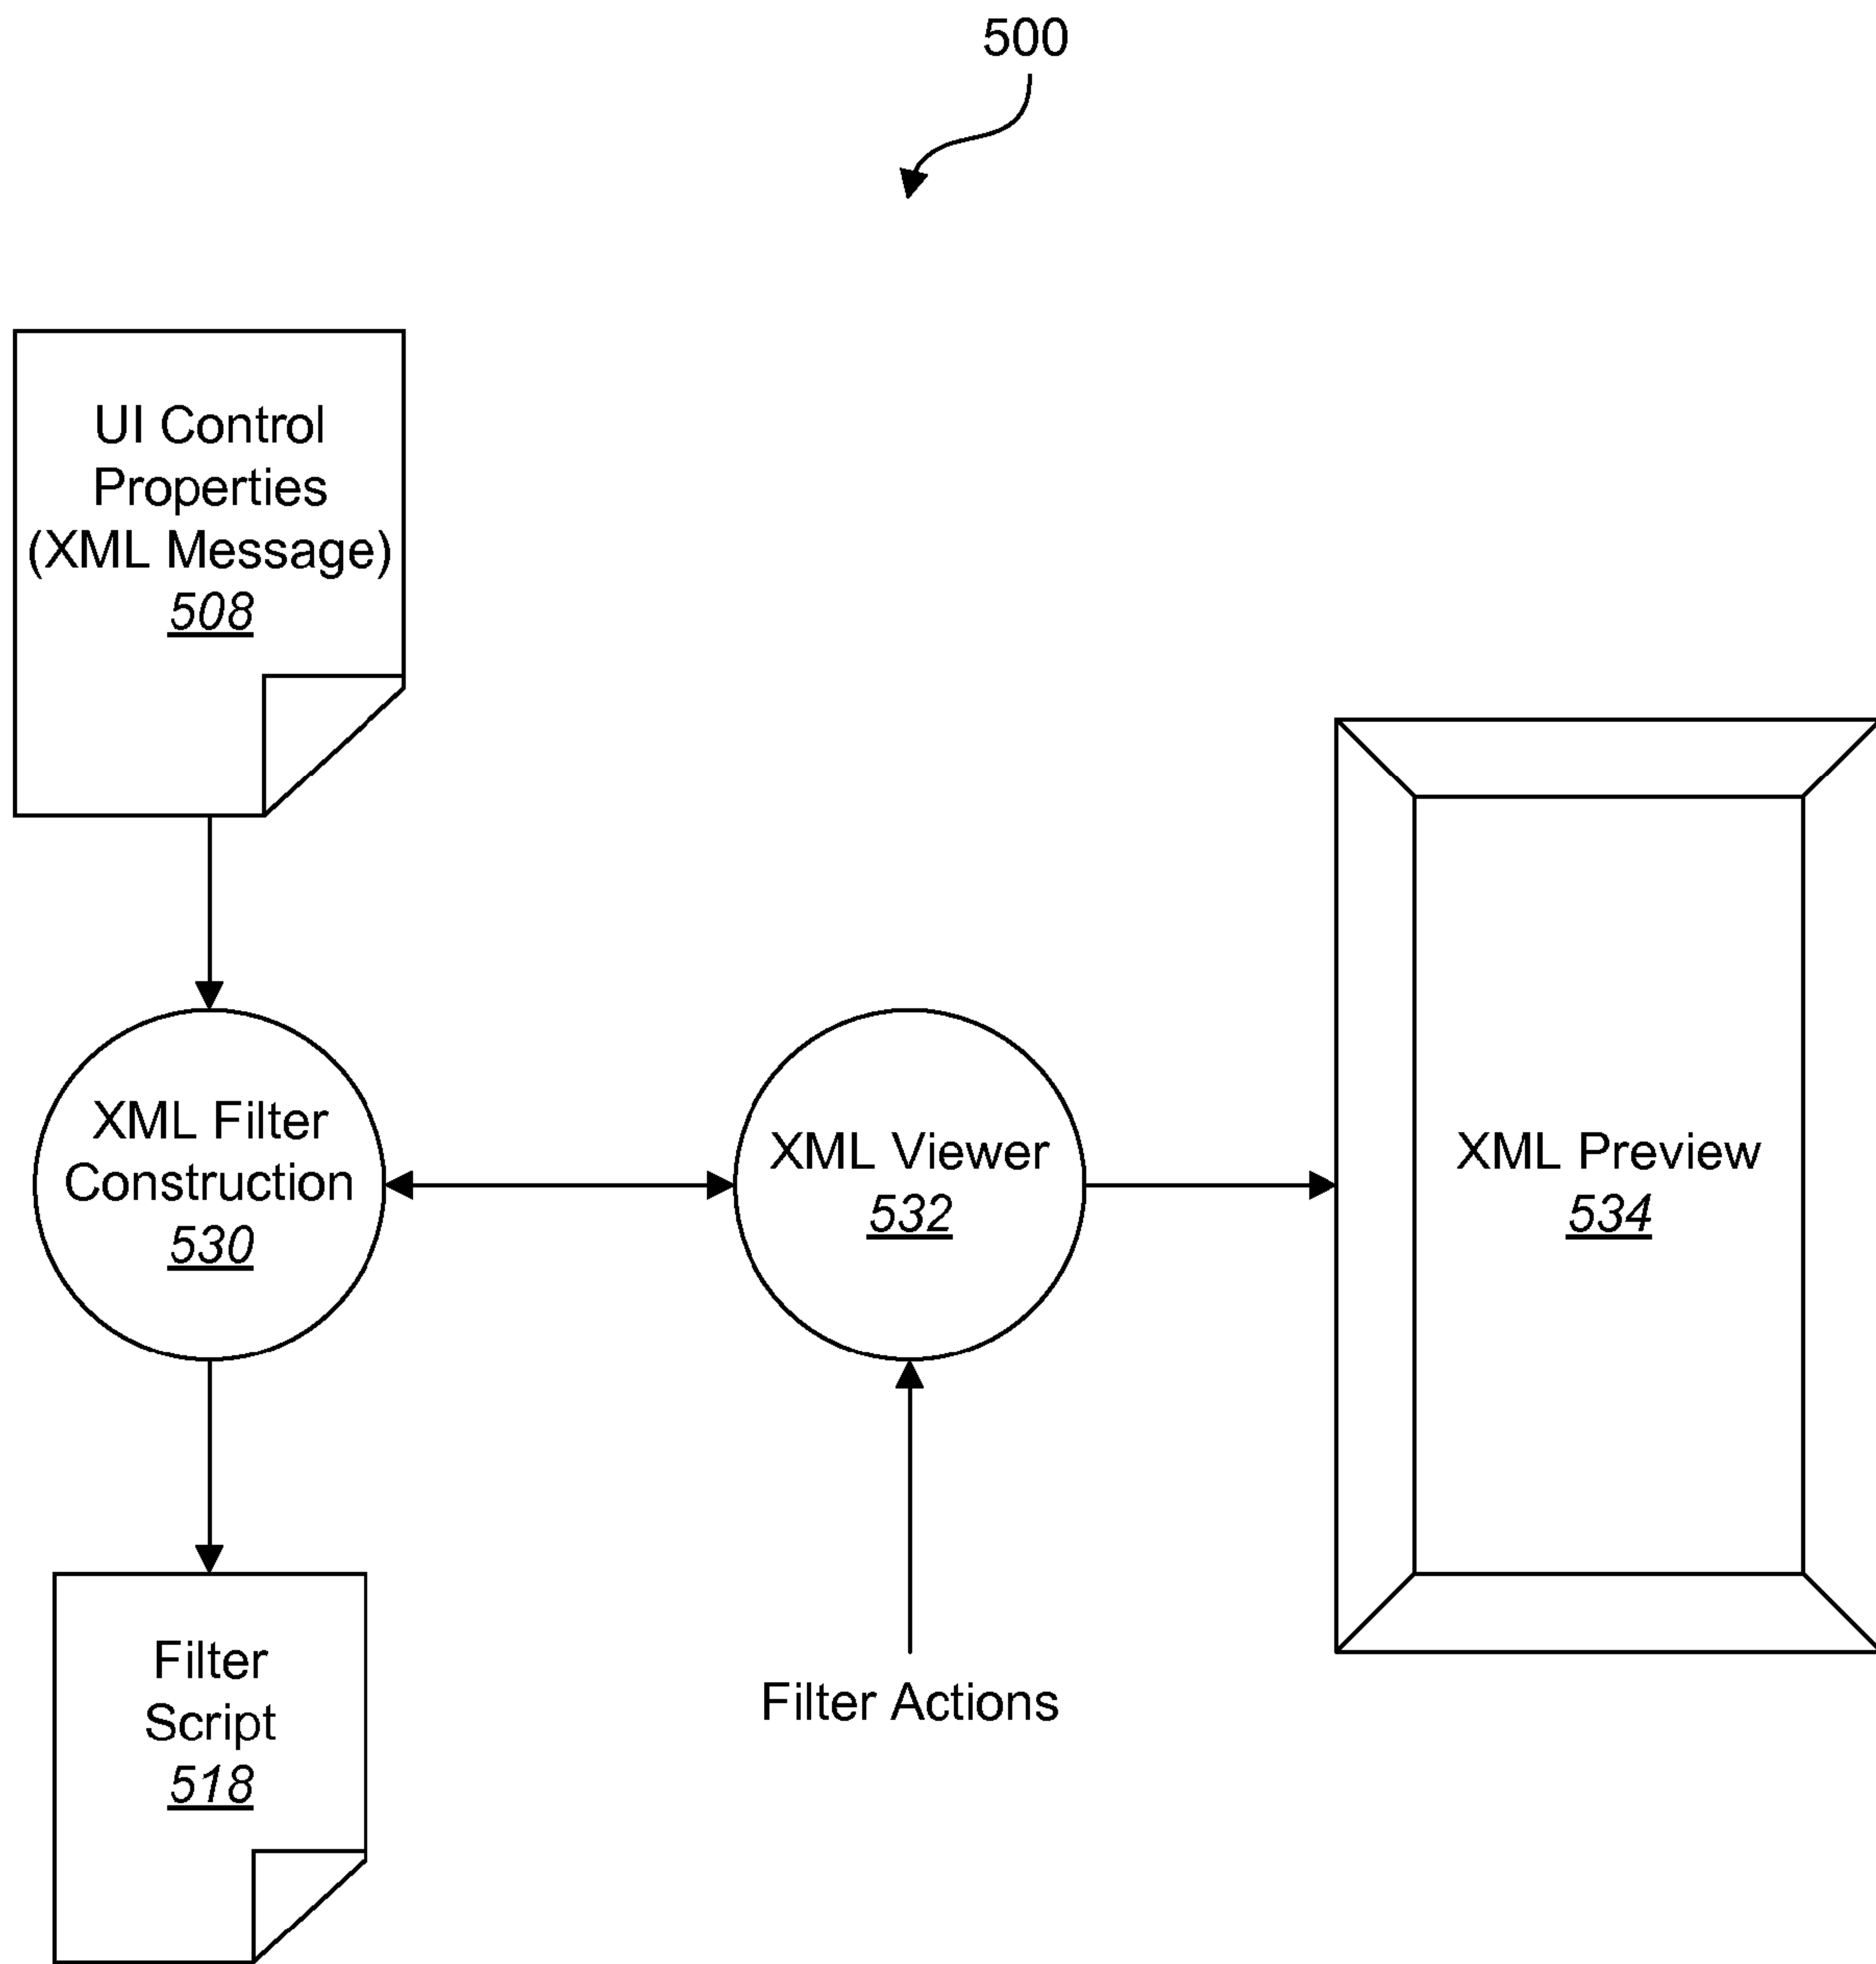 500
UI Control
Properties
(XML Message)
508
XML Filter
Construction
530
XML Viewer
532
XML Preview
534
Filter
Script
518
Filter Actions